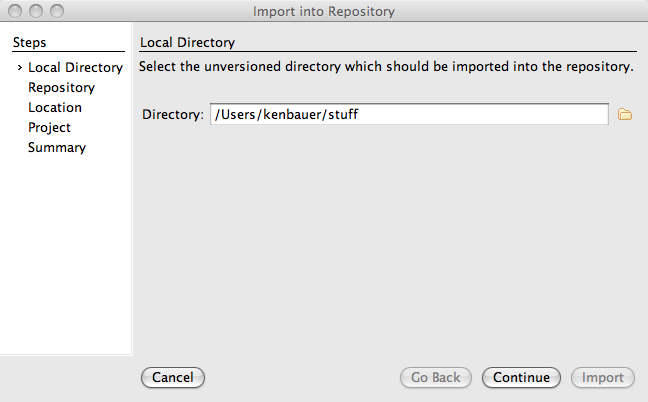 Import into Repository
Steps
› Local Directory
Repository
Location
Project
Summary
Local Directory
Select the unversioned directory which should be imported into the repository.
Directory: /Users/kenbauer/stuff
Cancel Go Back Continue Import